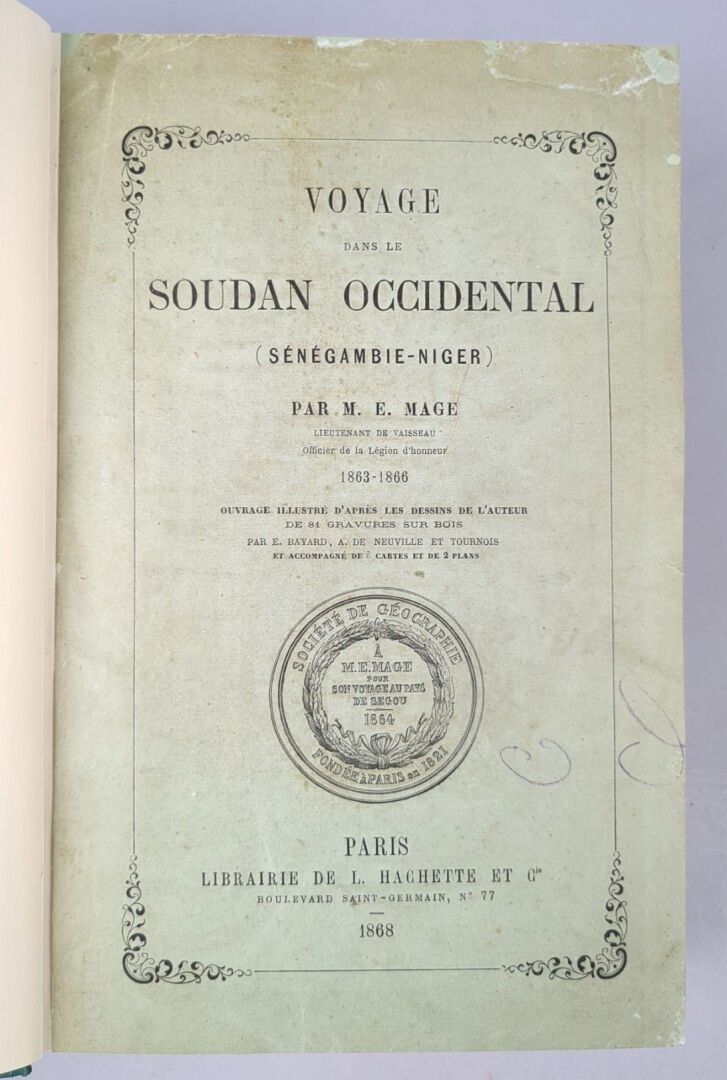 VOYAGE
DANS LE
SOUDAN OCCIDENTAL
(SÉNÉGAMBIE-NIGER)
PAR M. E. MAGE
LIEUTENANT DE VAISSEAU
Officier de la Légion d'honneur
1863-1866
OUVRAGE ILLUSTRÉ D'APRÈS LES DESSINS DE L'AUTEUR
DE 81 GRAVURES SUR BOIS
PAR E. BAYARD, A. DE NEUVILLE ET TOURNOIS
ET ACCOMPAGNÉ DE 2 CARTES ET DE 2 PLANS
SOCIÉTÉ DE GÉOGRAPHIE
À
M.E. MAGE
POUR
SON VOYAGE AU PAYS
DE SEGOU
1864
FONDÉE À PARIS en 1821
PARIS
LIBRAIRIE DE L. HACHETTE ET Cie
BOULEVARD SAINT-GERMAIN, N° 77
1868